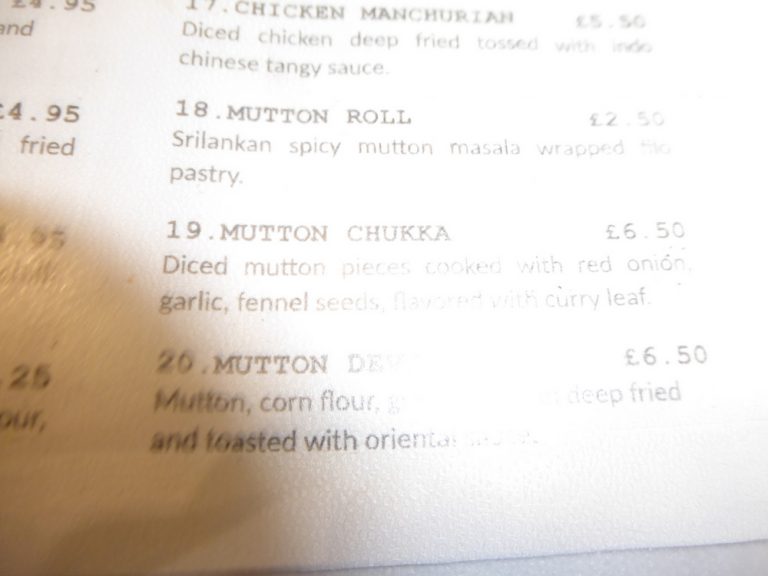 £4.95
and
17.CHICKEN MANCHURIAN £5.50
Diced chicken deep fried tossed with indo
chinese tangy sauce.
£4.95
fried
18.MUTTON ROLL £2.50
Srilankan spicy mutton masala wrapped filo
pastry.
19.MUTTON CHUKKA £6.50
Diced mutton pieces cooked with red onion,
garlic, fennel seeds, flavored with curry leaf.
.25
our,
20.MUTTON £6.50
Mutton, corn flour, deep fried
and toasted with oriental